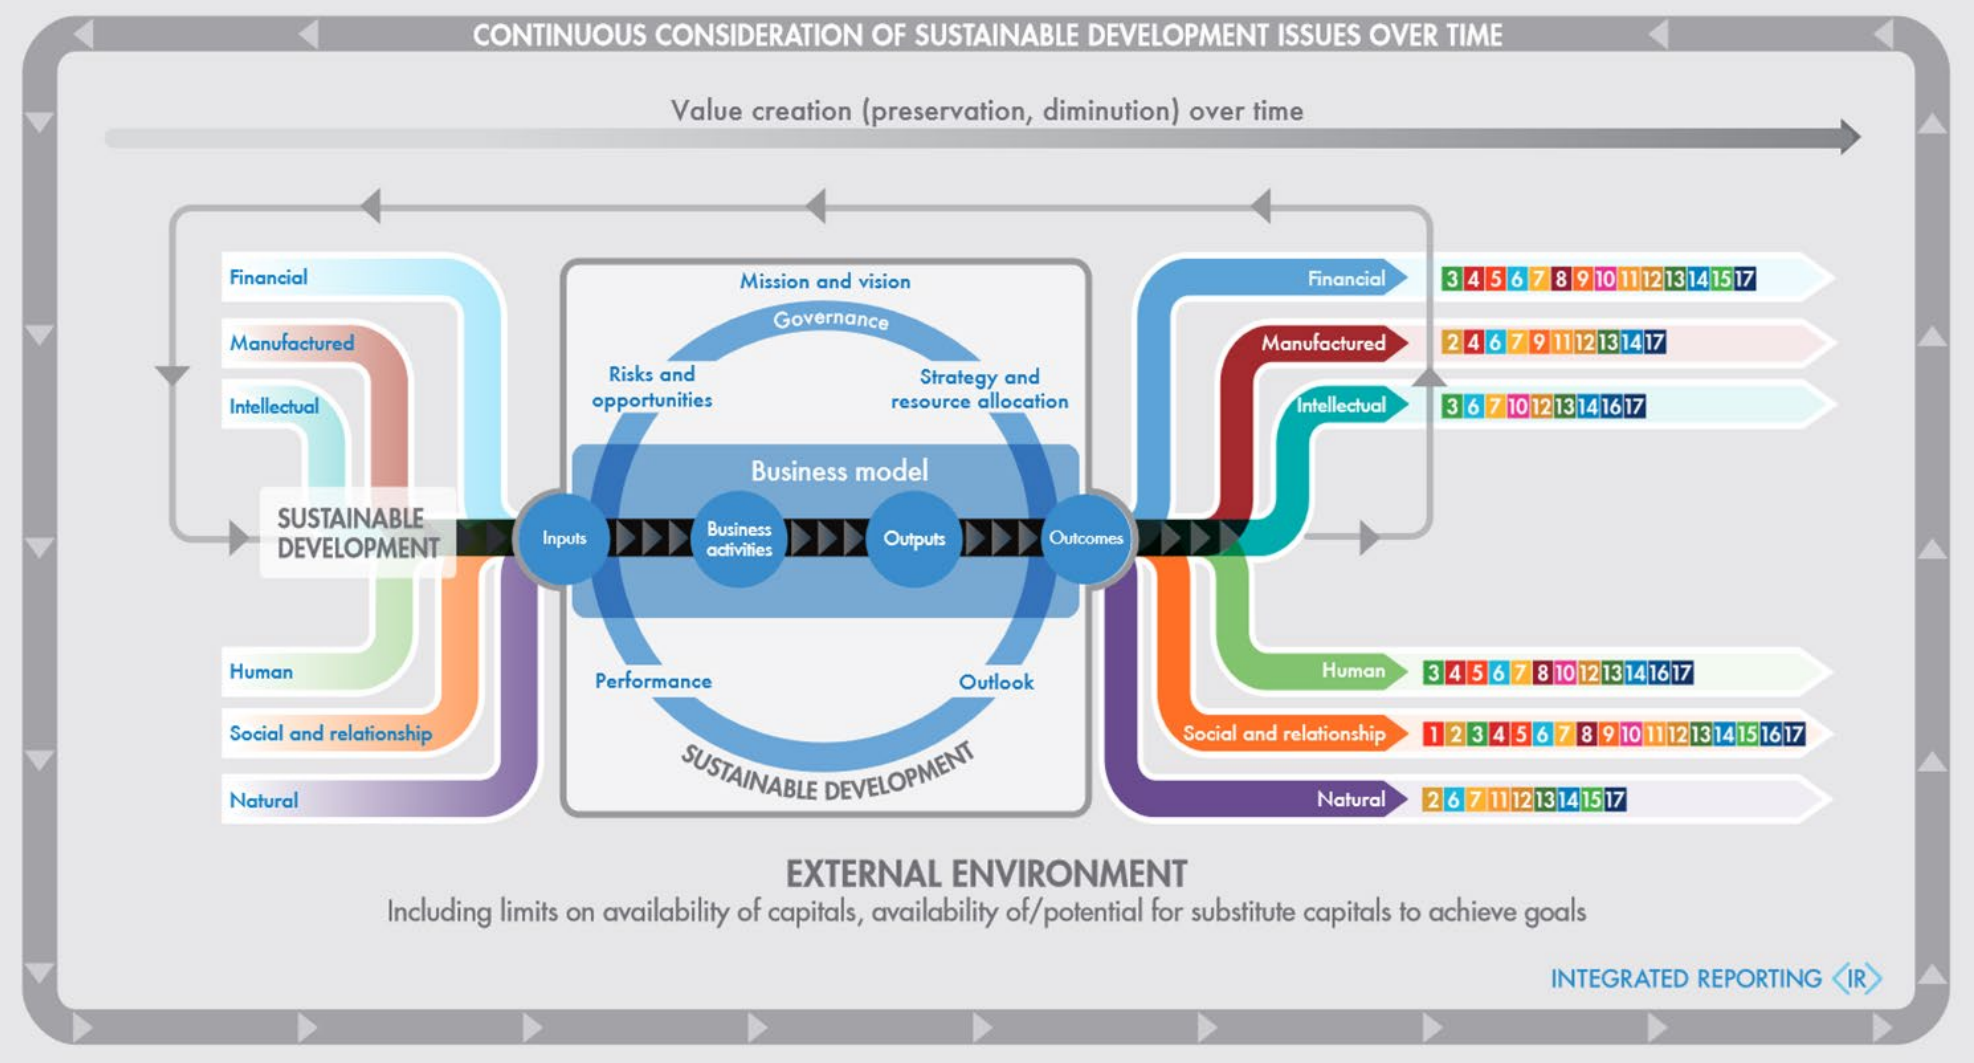 CONTINUOUS CONSIDERATION OF SUSTAINABLE DEVELOPMENT ISSUES OVER TIME
Value creation (preservation, diminution) over time
Financial
Manufactured
Intellectual
SUSTAINABLE
DEVELOPMENT
Human
Social and relationship
Natural
Mission and vision
Governance
Risks and
opportunities
Strategy and
resource allocation
Business model
Inputs
Business
activities
Outputs
Outcomes
Performance
Outlook
SUSTAINABLE DEVELOPMENT
Financial 3 4 5 6 7 8 9 10 11 12 13 14 15 17
Manufactured 2 4 6 7 9 11 12 13 14 17
Intellectual 3 6 7 10 12 13 14 16 17
Human 3 4 5 6 7 8 10 12 13 14 16 17
Social and relationship 1 2 3 4 5 6 7 8 9 10 11 12 13 14 15 16 17
Natural 2 6 7 11 12 13 14 15 17
EXTERNAL ENVIRONMENT
Including limits on availability of capitals, availability of/potential for substitute capitals to achieve goals
INTEGRATED REPORTING <IR>